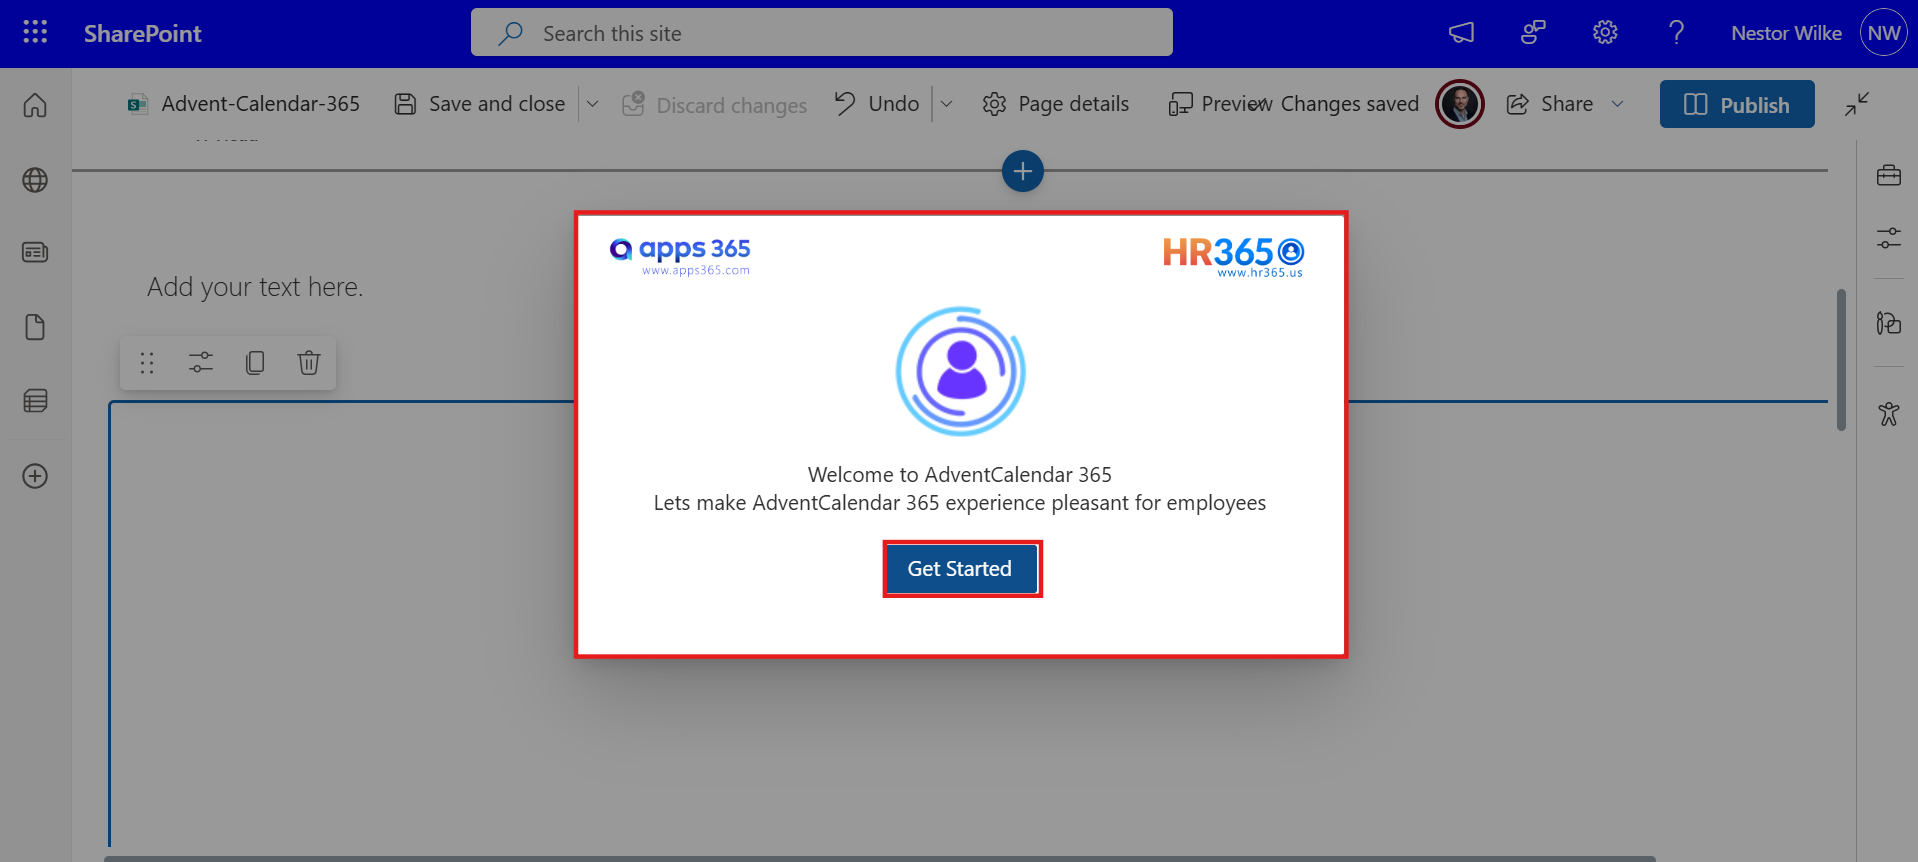 SharePoint
Search this site
Nestor Wilke
NW
Advent-Calendar-365
Save and close
Discard changes
Undo
Page details
Preview
Changes saved
Share
Publish
apps 365
www.apps365.com
HR365
www.hr365.us
Add your text here.
Welcome to AdventCalendar 365
Lets make AdventCalendar 365 experience pleasant for employees
Get Started